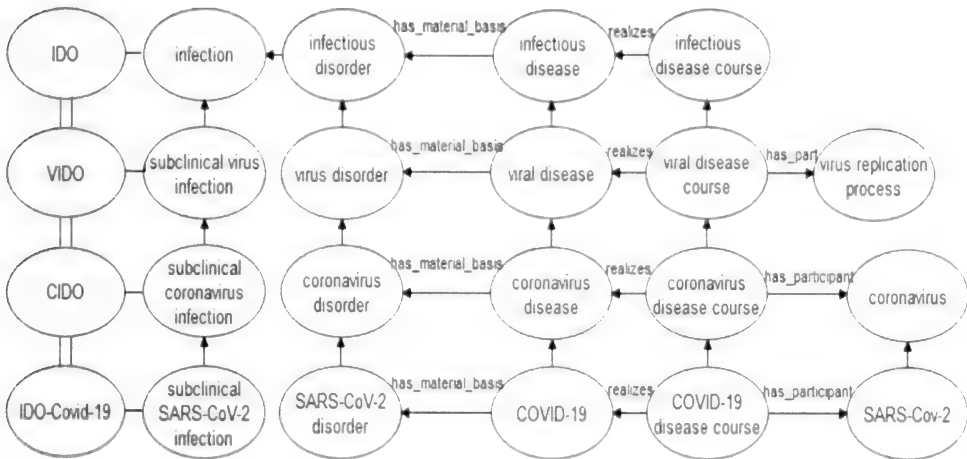 IDO
infection
infectious
disorder
has_material_basis
infectious
disease
realizes
infectious
disease course
VIDO
subclinical virus
infection
virus disorder
has_material_basis
viral disease
realizes
viral disease
course
has_part
virus replication
process
CIDO
subclinical
coronavirus
infection
coronavirus
disorder
has_material_basis
coronavirus
disease
realizes
coronavirus
disease course
has_participant
coronavirus
IDO-Covid-19
subclinical
SARS-CoV-2
infection
SARS-CoV-2
disorder
has_material_basis
COVID-19
realizes
COVID-19
disease course
has_participant
SARS-Cov-2